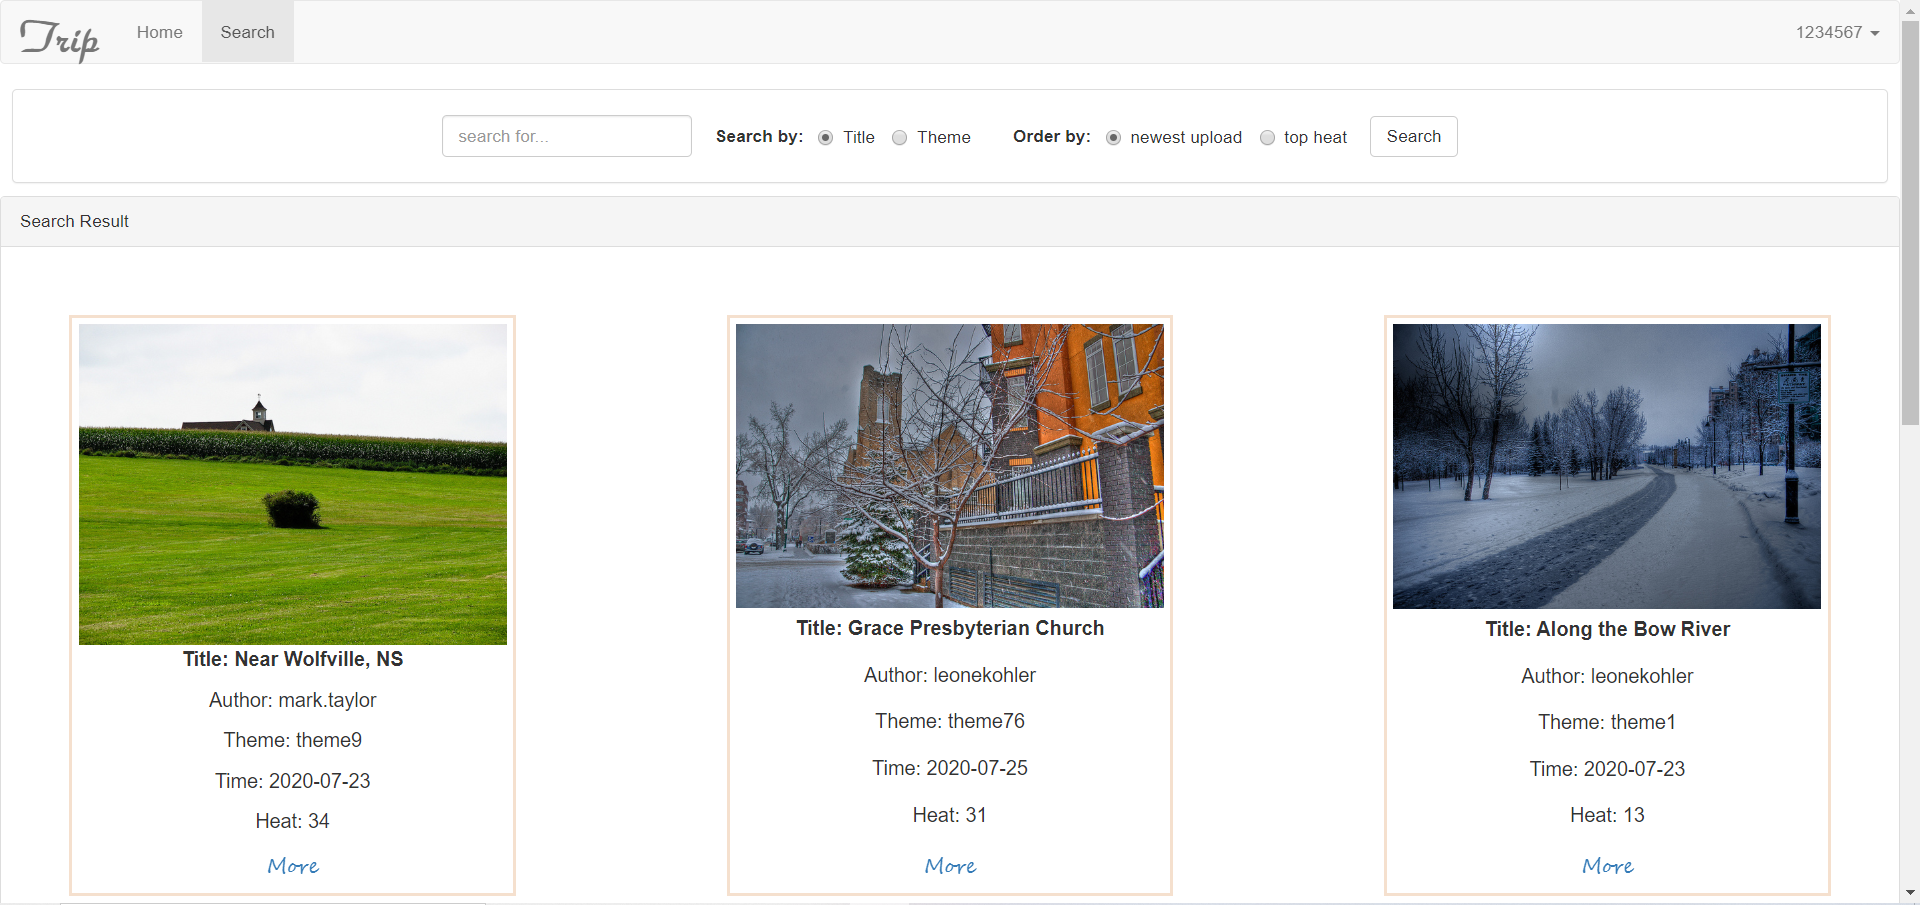 Trip
Home
Search
1234567
search for...
Search by:
Title
Theme
Order by:
newest upload
top heat
Search
Search Result
Title: Near Wolfville, NS
Author: mark.taylor
Theme: theme9
Time: 2020-07-23
Heat: 34
More
Title: Grace Presbyterian Church
Author: leonekohler
Theme: theme76
Time: 2020-07-25
Heat: 31
More
Title: Along the Bow River
Author: leonekohler
Theme: theme1
Time: 2020-07-23
Heat: 13
More